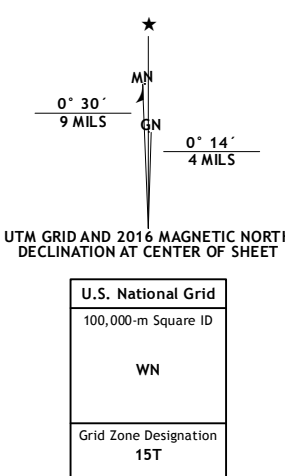 ★
MN
0° 30´
9 MILS
GN
0° 14´
4 MILS
UTM GRID AND 2016 MAGNETIC NORTH
DECLINATION AT CENTER OF SHEET
U.S. National Grid
100,000-m Square ID
WN
Grid Zone Designation
15T